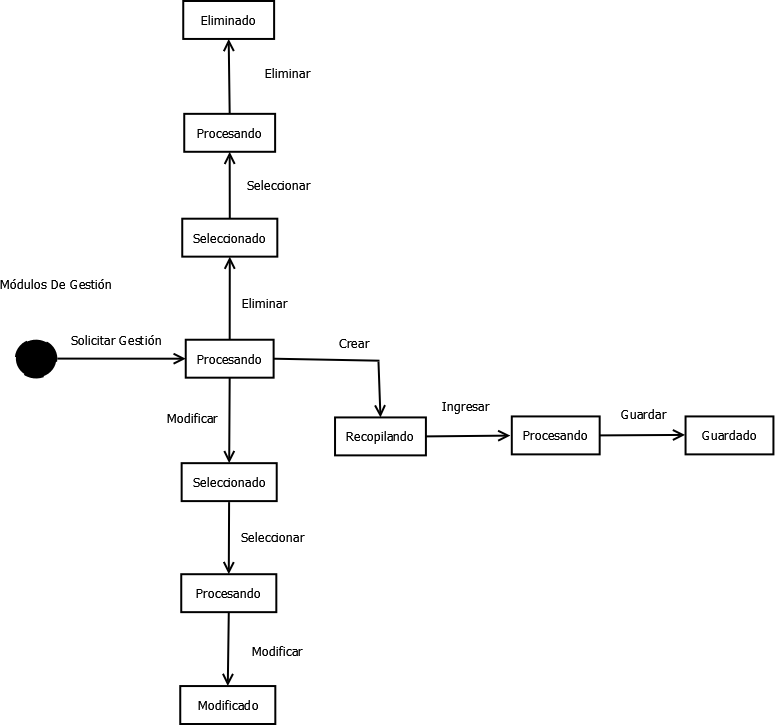 Eliminado
Eliminar
Procesando
Seleccionar
Seleccionado
Módulos De Gestión
Eliminar
Solicitar Gestión
Procesando
Crear
Modificar
Ingresar
Guardar
Recopilando
Procesando
Guardado
Seleccionado
Seleccionar
Procesando
Modificar
Modificado